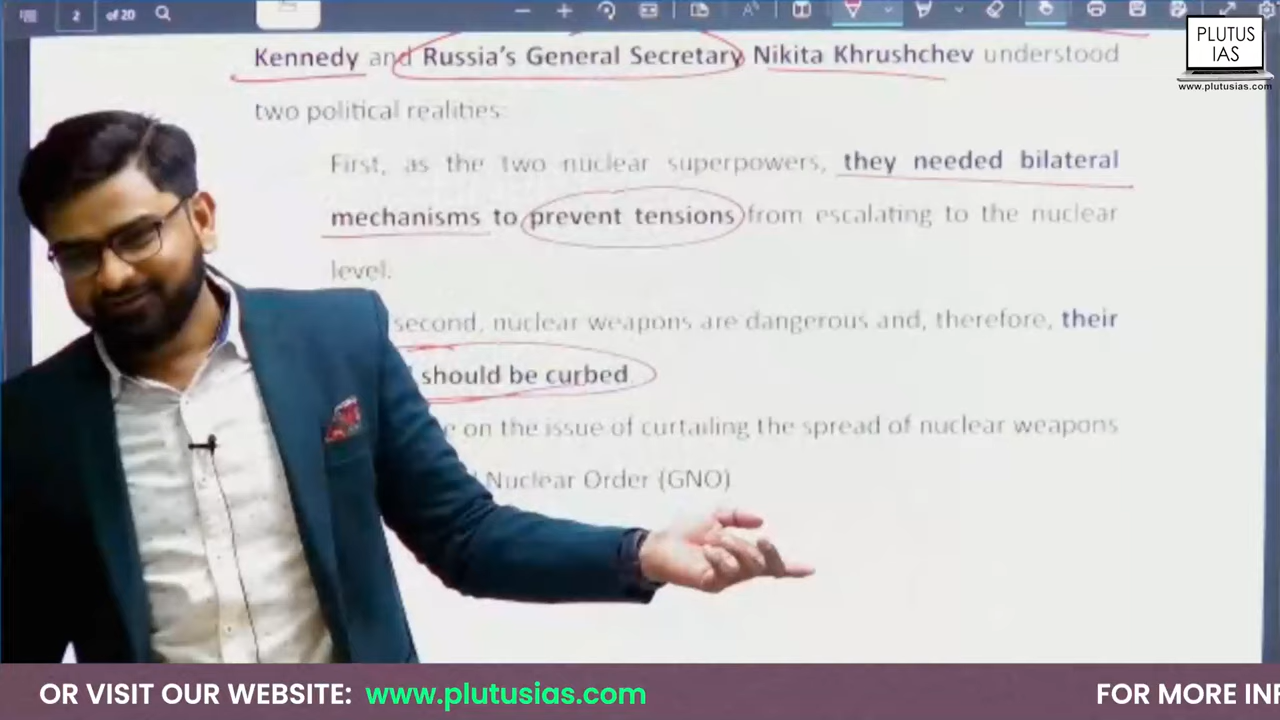 2 of 20
PLUTUS
IAS
www.plutusias.com
Kennedy and Russia's General Secretary Nikita Khrushchev understood
two political realities:
First, as the two nuclear superpowers, they needed bilateral
mechanisms to prevent tensions from escalating to the nuclear
level.
second, nuclear weapons are dangerous and, therefore, their
should be curbed.
on the issue of curtailing the spread of nuclear weapons
Nuclear Order (GNO)
OR VISIT OUR WEBSITE: www.plutusias.com FOR MORE INF